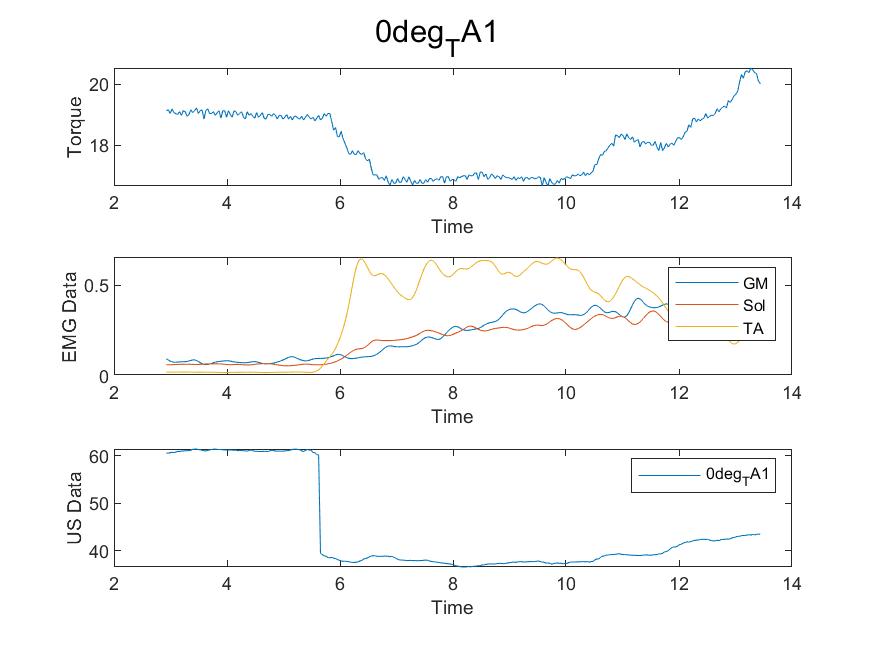 0deg_TA1
20
18
Torque
2 4 6 8 10 12 14
Time
0.5
0
EMG Data
GM
Sol
TA
2 4 6 8 10 12 14
Time
60
50
40
US Data
0deg_TA1
2 4 6 8 10 12 14
Time